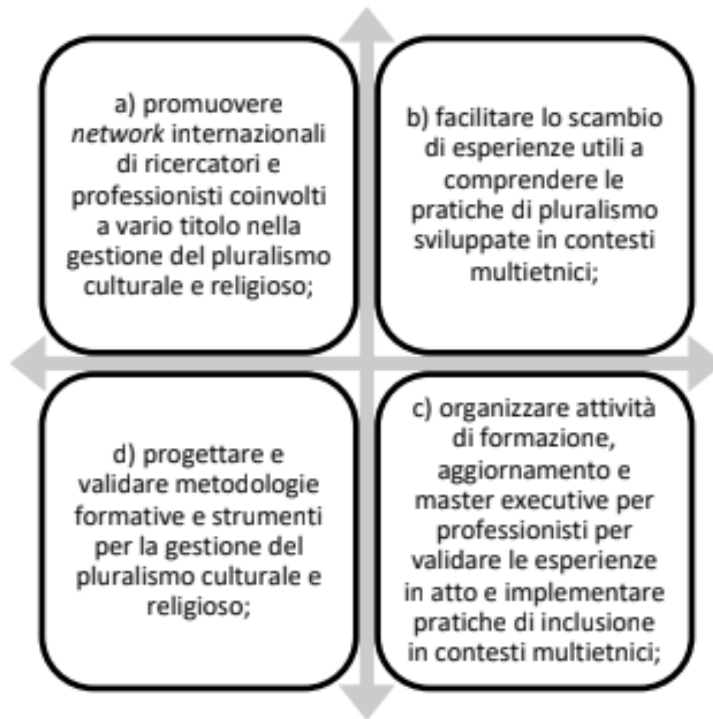 a) promuovere
network internazionali
di ricercatori e
professionisti coinvolti
a vario titolo nella
gestione del pluralismo
culturale e religioso;
b) facilitare lo scambio
di esperienze utili a
comprendere le
pratiche di pluralismo
sviluppate in contesti
multietnici;
c) organizzare attività
di formazione,
aggiornamento e
master executive per
professionisti per
validare le esperienze
in atto e implementare
pratiche di inclusione
in contesti multietnici;
d) progettare e
validare metodologie
formative e strumenti
per la gestione del
pluralismo culturale e
religioso;